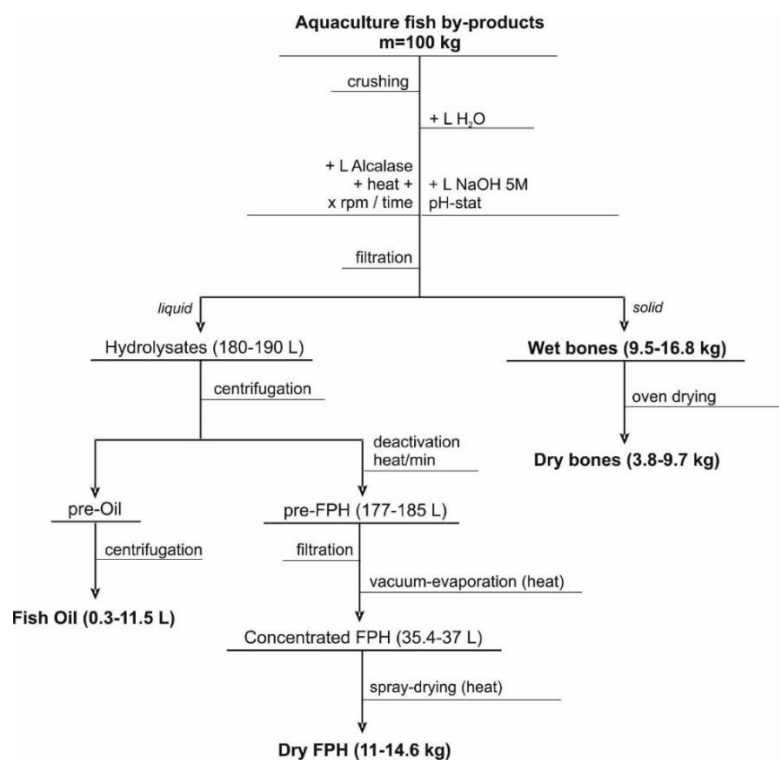 Aquaculture fish by-products
m=100 kg
crushing
+ L H₂O
+ L Alcalase
+ heat +
x rpm / time
+ L NaOH 5M
pH-stat
filtration
liquid
solid
Hydrolysates (180-190 L)
Wet bones (9.5-16.8 kg)
centrifugation
oven drying
deactivation
heat/min
Dry bones (3.8-9.7 kg)
pre-Oil
pre-FPH (177-185 L)
centrifugation
filtration
vacuum-evaporation (heat)
Fish Oil (0.3-11.5 L)
Concentrated FPH (35.4-37 L)
spray-drying (heat)
Dry FPH (11-14.6 kg)